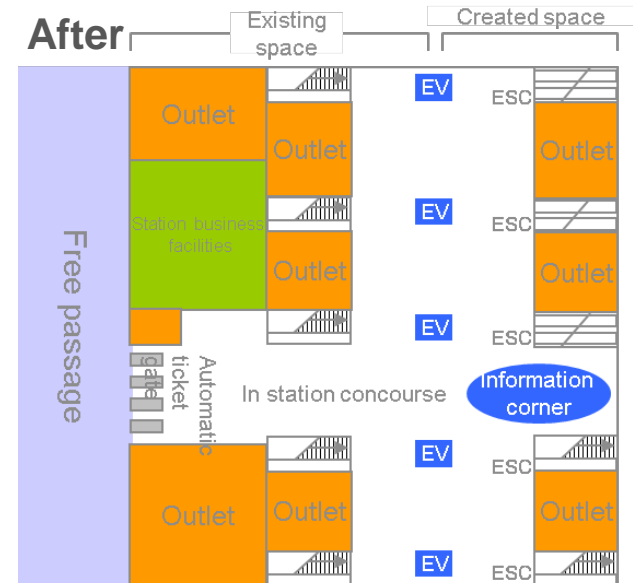 After
Existing
space
Created space
EV
ESC
Outlet
Outlet
Outlet
Station business
facilities
EV
ESC
Outlet
Outlet
EV
ESC
Free passage
Automatic
ticket
gate
In station concourse
Information
corner
EV
ESC
Outlet
Outlet
Outlet
EV
ESC